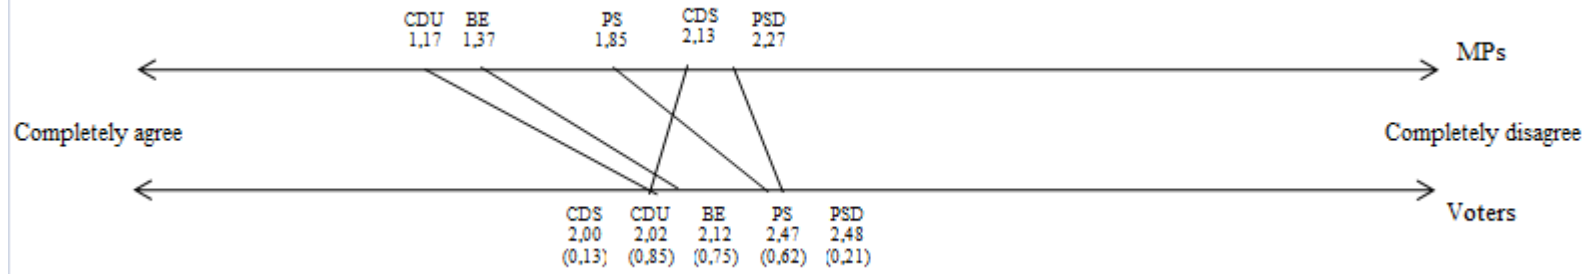 CDU BE PS CDS PSD
1,17 1,37 1,85 2,13 2,27
MPs
Completely agree Completely disagree
Voters
CDS CDU BE PS PSD
2,00 2,02 2,12 2,47 2,48
(0,13) (0,85) (0,75) (0,62) (0,21)